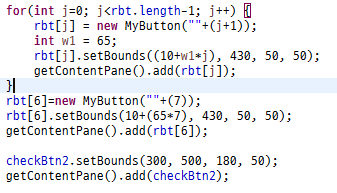 for(int j=0; j<rbt.length-1; j++) {
rbt[j] = new MyButton(""+(j+1));
int w1 = 65;
rbt[j].setBounds((10+w1*j), 430, 50, 50);
getContentPane().add(rbt[j]);
}
rbt[6]=new MyButton(""+(7));
rbt[6].setBounds(10+(65*7), 430, 50, 50);
getContentPane().add(rbt[6]);
checkBtn2.setBounds(300, 500, 180, 50);
getContentPane().add(checkBtn2);